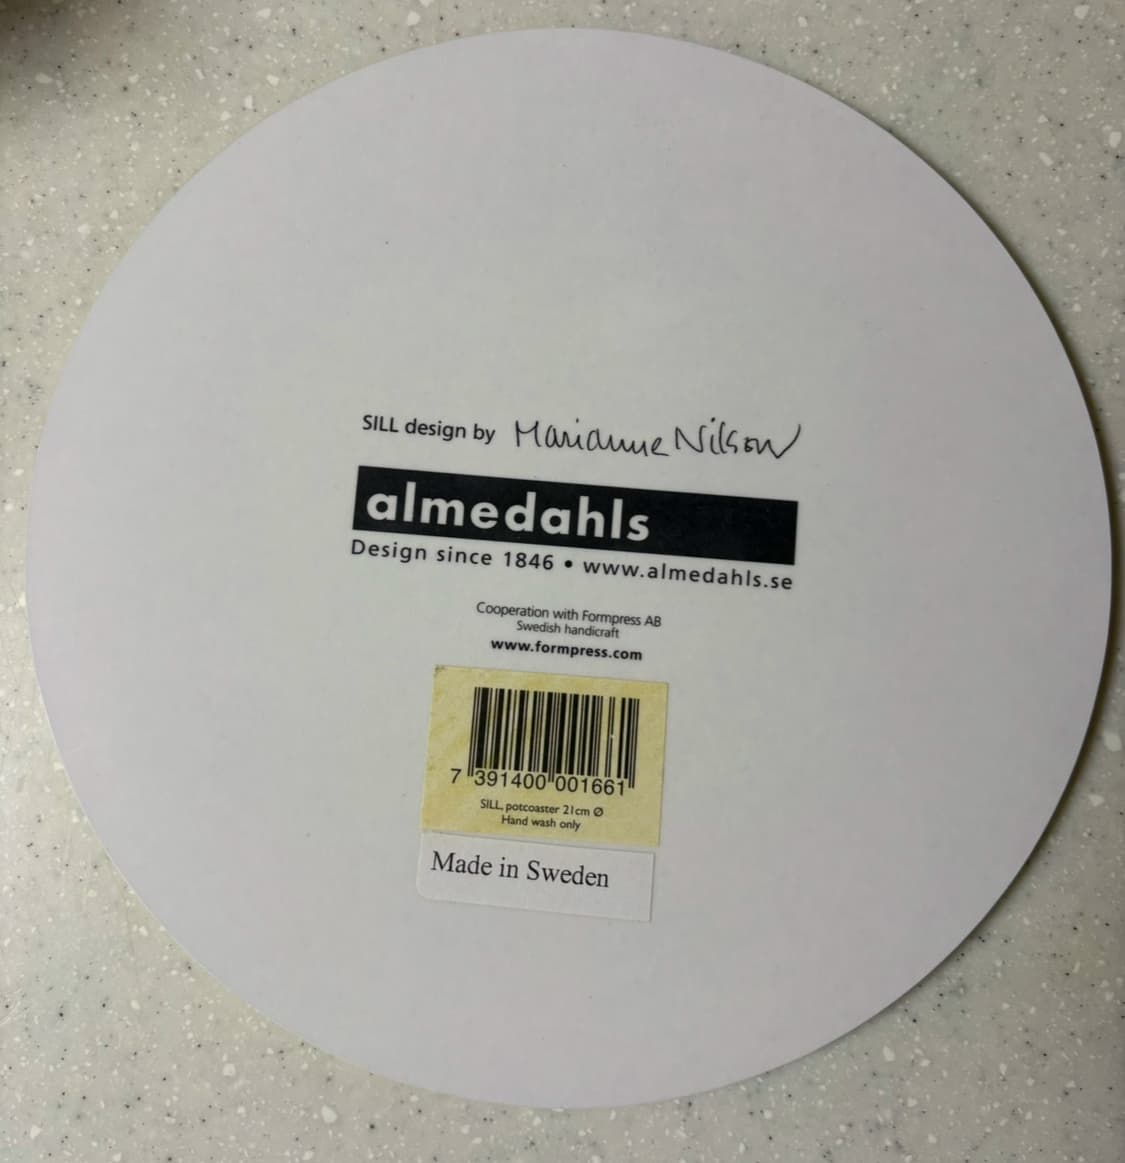 SILL design by Marianne Nilson
almedahls
Design since 1846 • www.almedahls.se
Cooperation with Formpress AB
Swedish handicraft
www.formpress.com
7 391400 001661
SILL, potcoaster 21cm Ø
Hand wash only
Made in Sweden